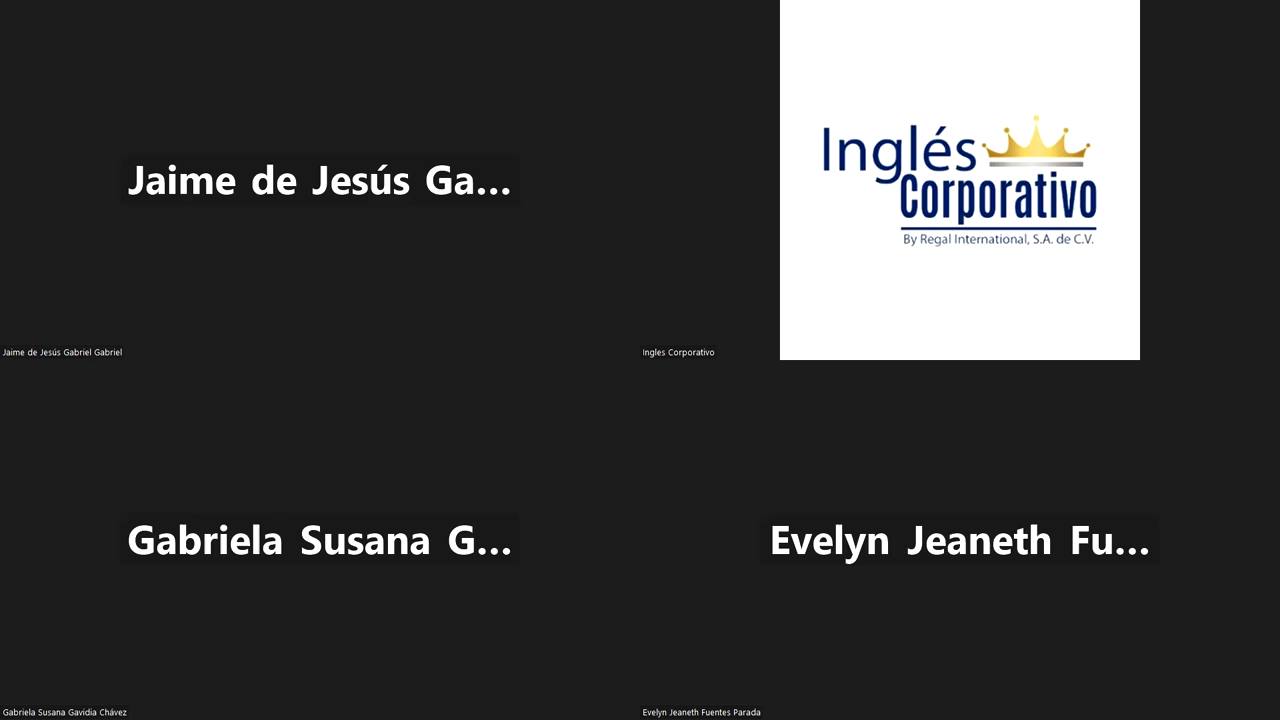 Jaime de Jesús Ga...
Jaime de Jesús Gabriel Gabriel
Inglés
Corporativo
By Regal International, S.A. de C.V.
Ingles Corporativo
Gabriela Susana G...
Gabriela Susana Gavidia Chávez
Evelyn Jeaneth Fu...
Evelyn Jeaneth Fuentes Parada